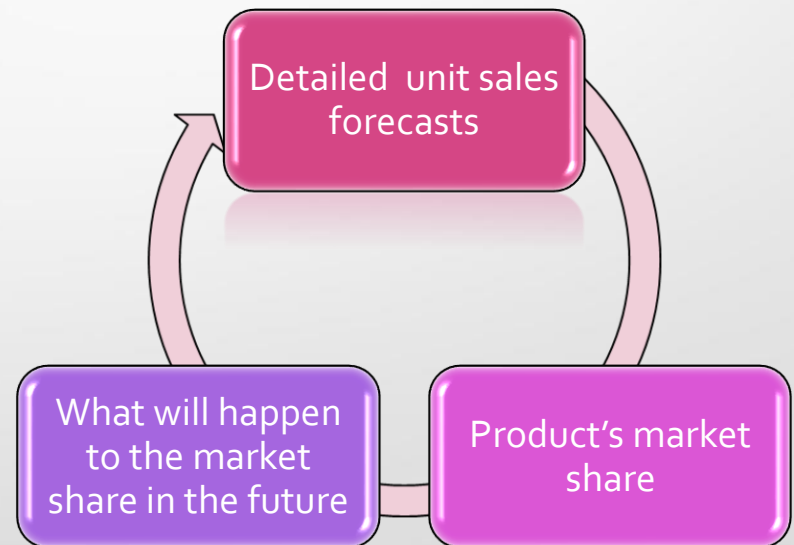 Detailed  unit sales
forecasts
Product’s market
share
What will happen
to the market
share in the future